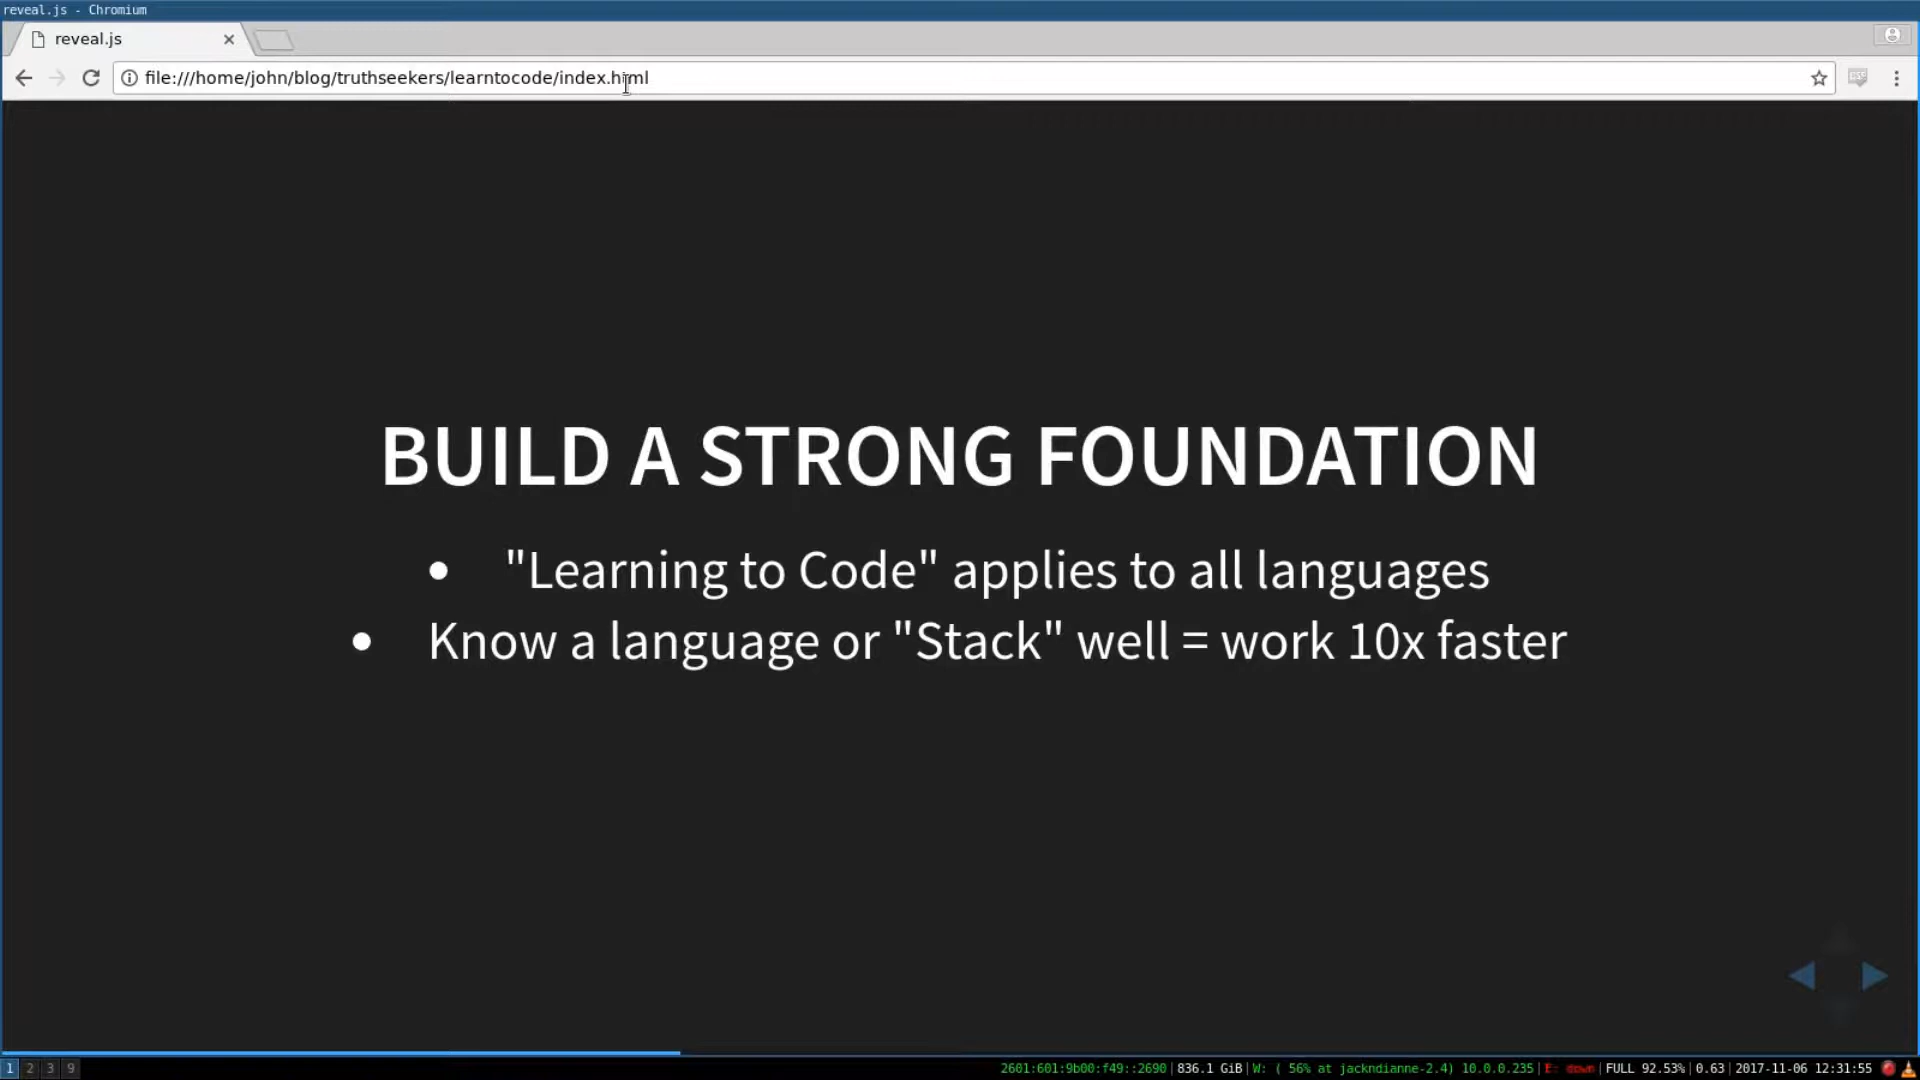 reveal.js - Chromium
reveal.js
file:///home/john/blog/truthseekers/learntocode/index.html
BUILD A STRONG FOUNDATION
• "Learning to Code" applies to all languages
• Know a language or "Stack" well = work 10x faster
1 2 3 9 2601:601:9b00:f49::2690|836.1 GiB|W: ( 56% at jackndianne-2.4) 10.0.0.235|E: down|FULL 92.53%|0.63|2017-11-06 12:31:55